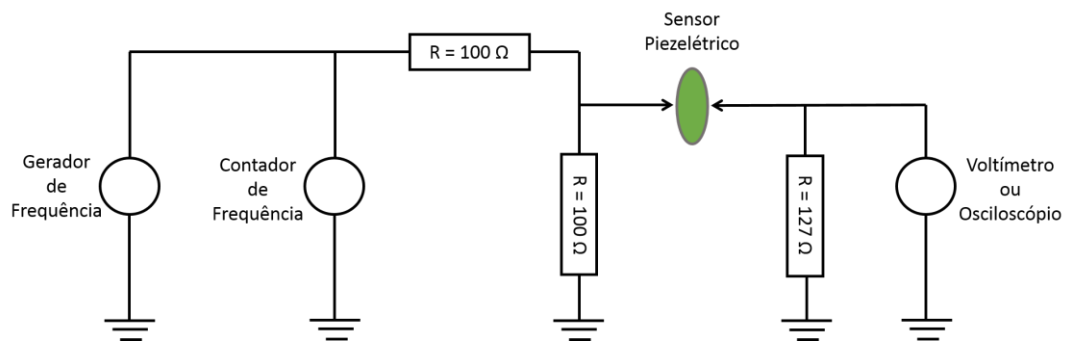 Sensor
Piezelétrico
R = 100 Ω
Gerador
de
Frequência
Contador
de
Frequência
R = 100 Ω
R = 127 Ω
Voltímetro
ou
Osciloscópio